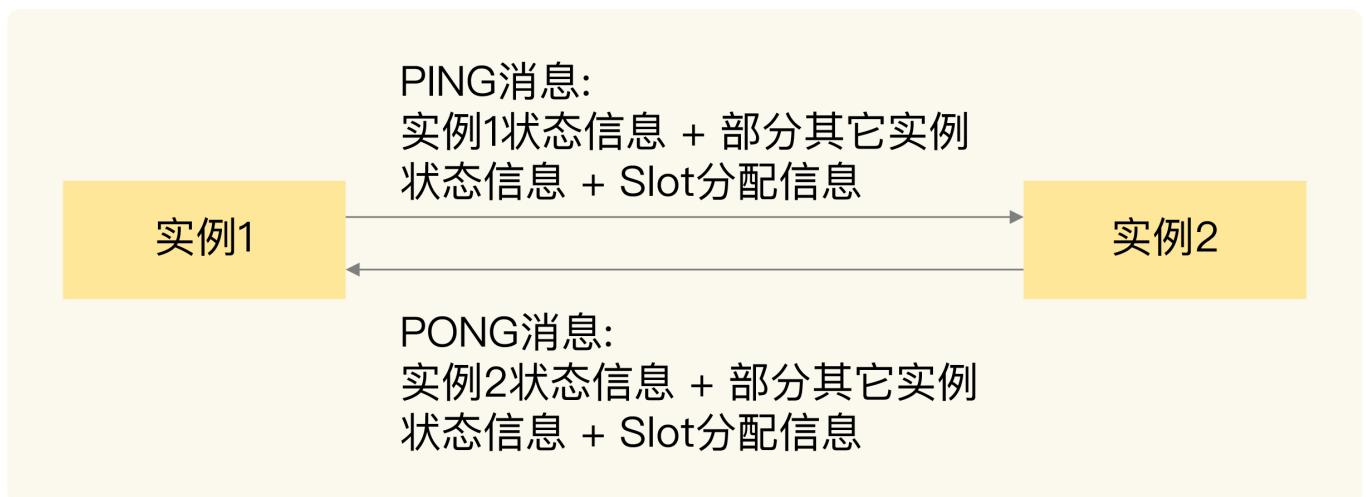 PING消息:
实例1状态信息 + 部分其它实例
状态信息 + Slot分配信息
实例1
实例2
PONG消息:
实例2状态信息 + 部分其它实例
状态信息 + Slot分配信息